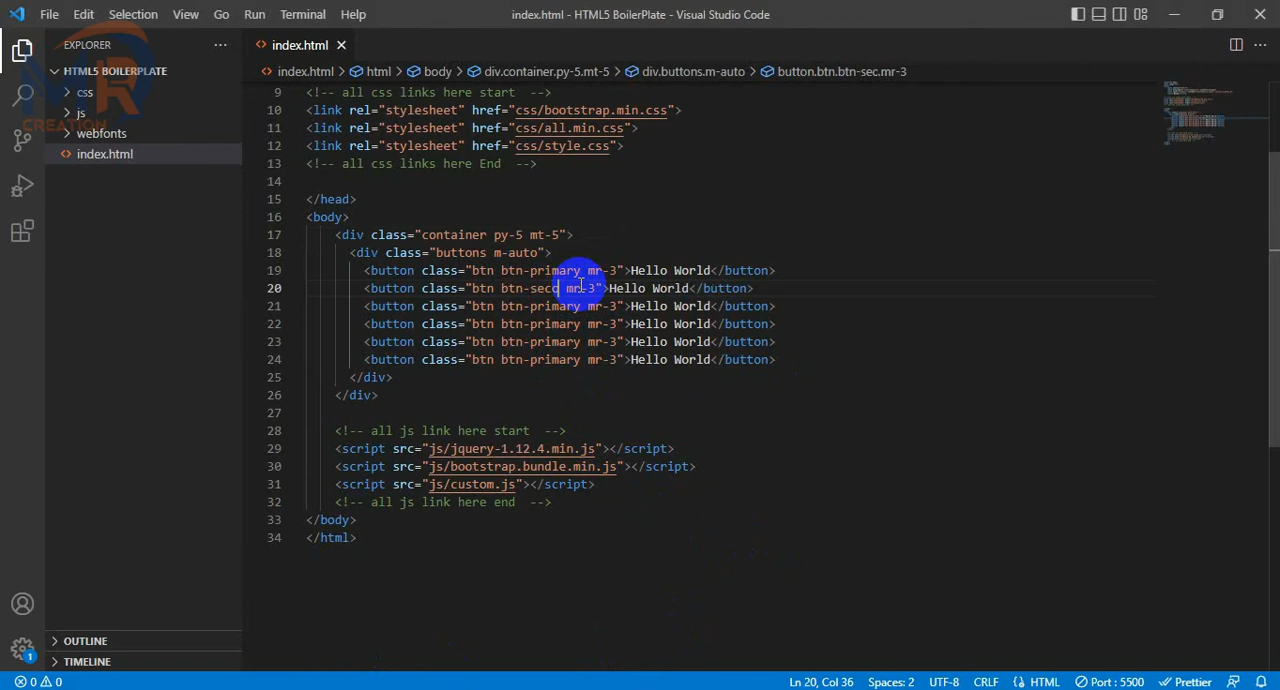 File Edit Selection View Go Run Terminal Help index.html - HTML5 BoilerPlate - Visual Studio Code
EXPLORER
index.html
HTML5 BOILERPLATE
css
js
webfonts
index.html
MR
CREATION
index.html > html > body > div.container.py-5.mt-5 > div.buttons.m-auto > button.btn.btn-sec.mr-3
9 <!-- all css links here start -->
10 <link rel="stylesheet" href="css/bootstrap.min.css">
11 <link rel="stylesheet" href="css/all.min.css">
12 <link rel="stylesheet" href="css/style.css">
13 <!-- all css links here End -->
14
15 </head>
16 <body>
17 <div class="container py-5 mt-5">
18 <div class="buttons m-auto">
19 <button class="btn btn-primary mr-3">Hello World</button>
20 <button class="btn btn-seco mr-3">Hello World</button>
21 <button class="btn btn-primary mr-3">Hello World</button>
22 <button class="btn btn-primary mr-3">Hello World</button>
23 <button class="btn btn-primary mr-3">Hello World</button>
24 <button class="btn btn-primary mr-3">Hello World</button>
25 </div>
26 </div>
27
28 <!-- all js link here start -->
29 <script src="js/jquery-1.12.4.min.js"></script>
30 <script src="js/bootstrap.bundle.min.js"></script>
31 <script src="js/custom.js"></script>
32 <!-- all js link here end -->
33 </body>
34 </html>
OUTLINE
TIMELINE
1
0 0 Ln 20, Col 36 Spaces: 2 UTF-8 CRLF HTML Port : 5500 Prettier